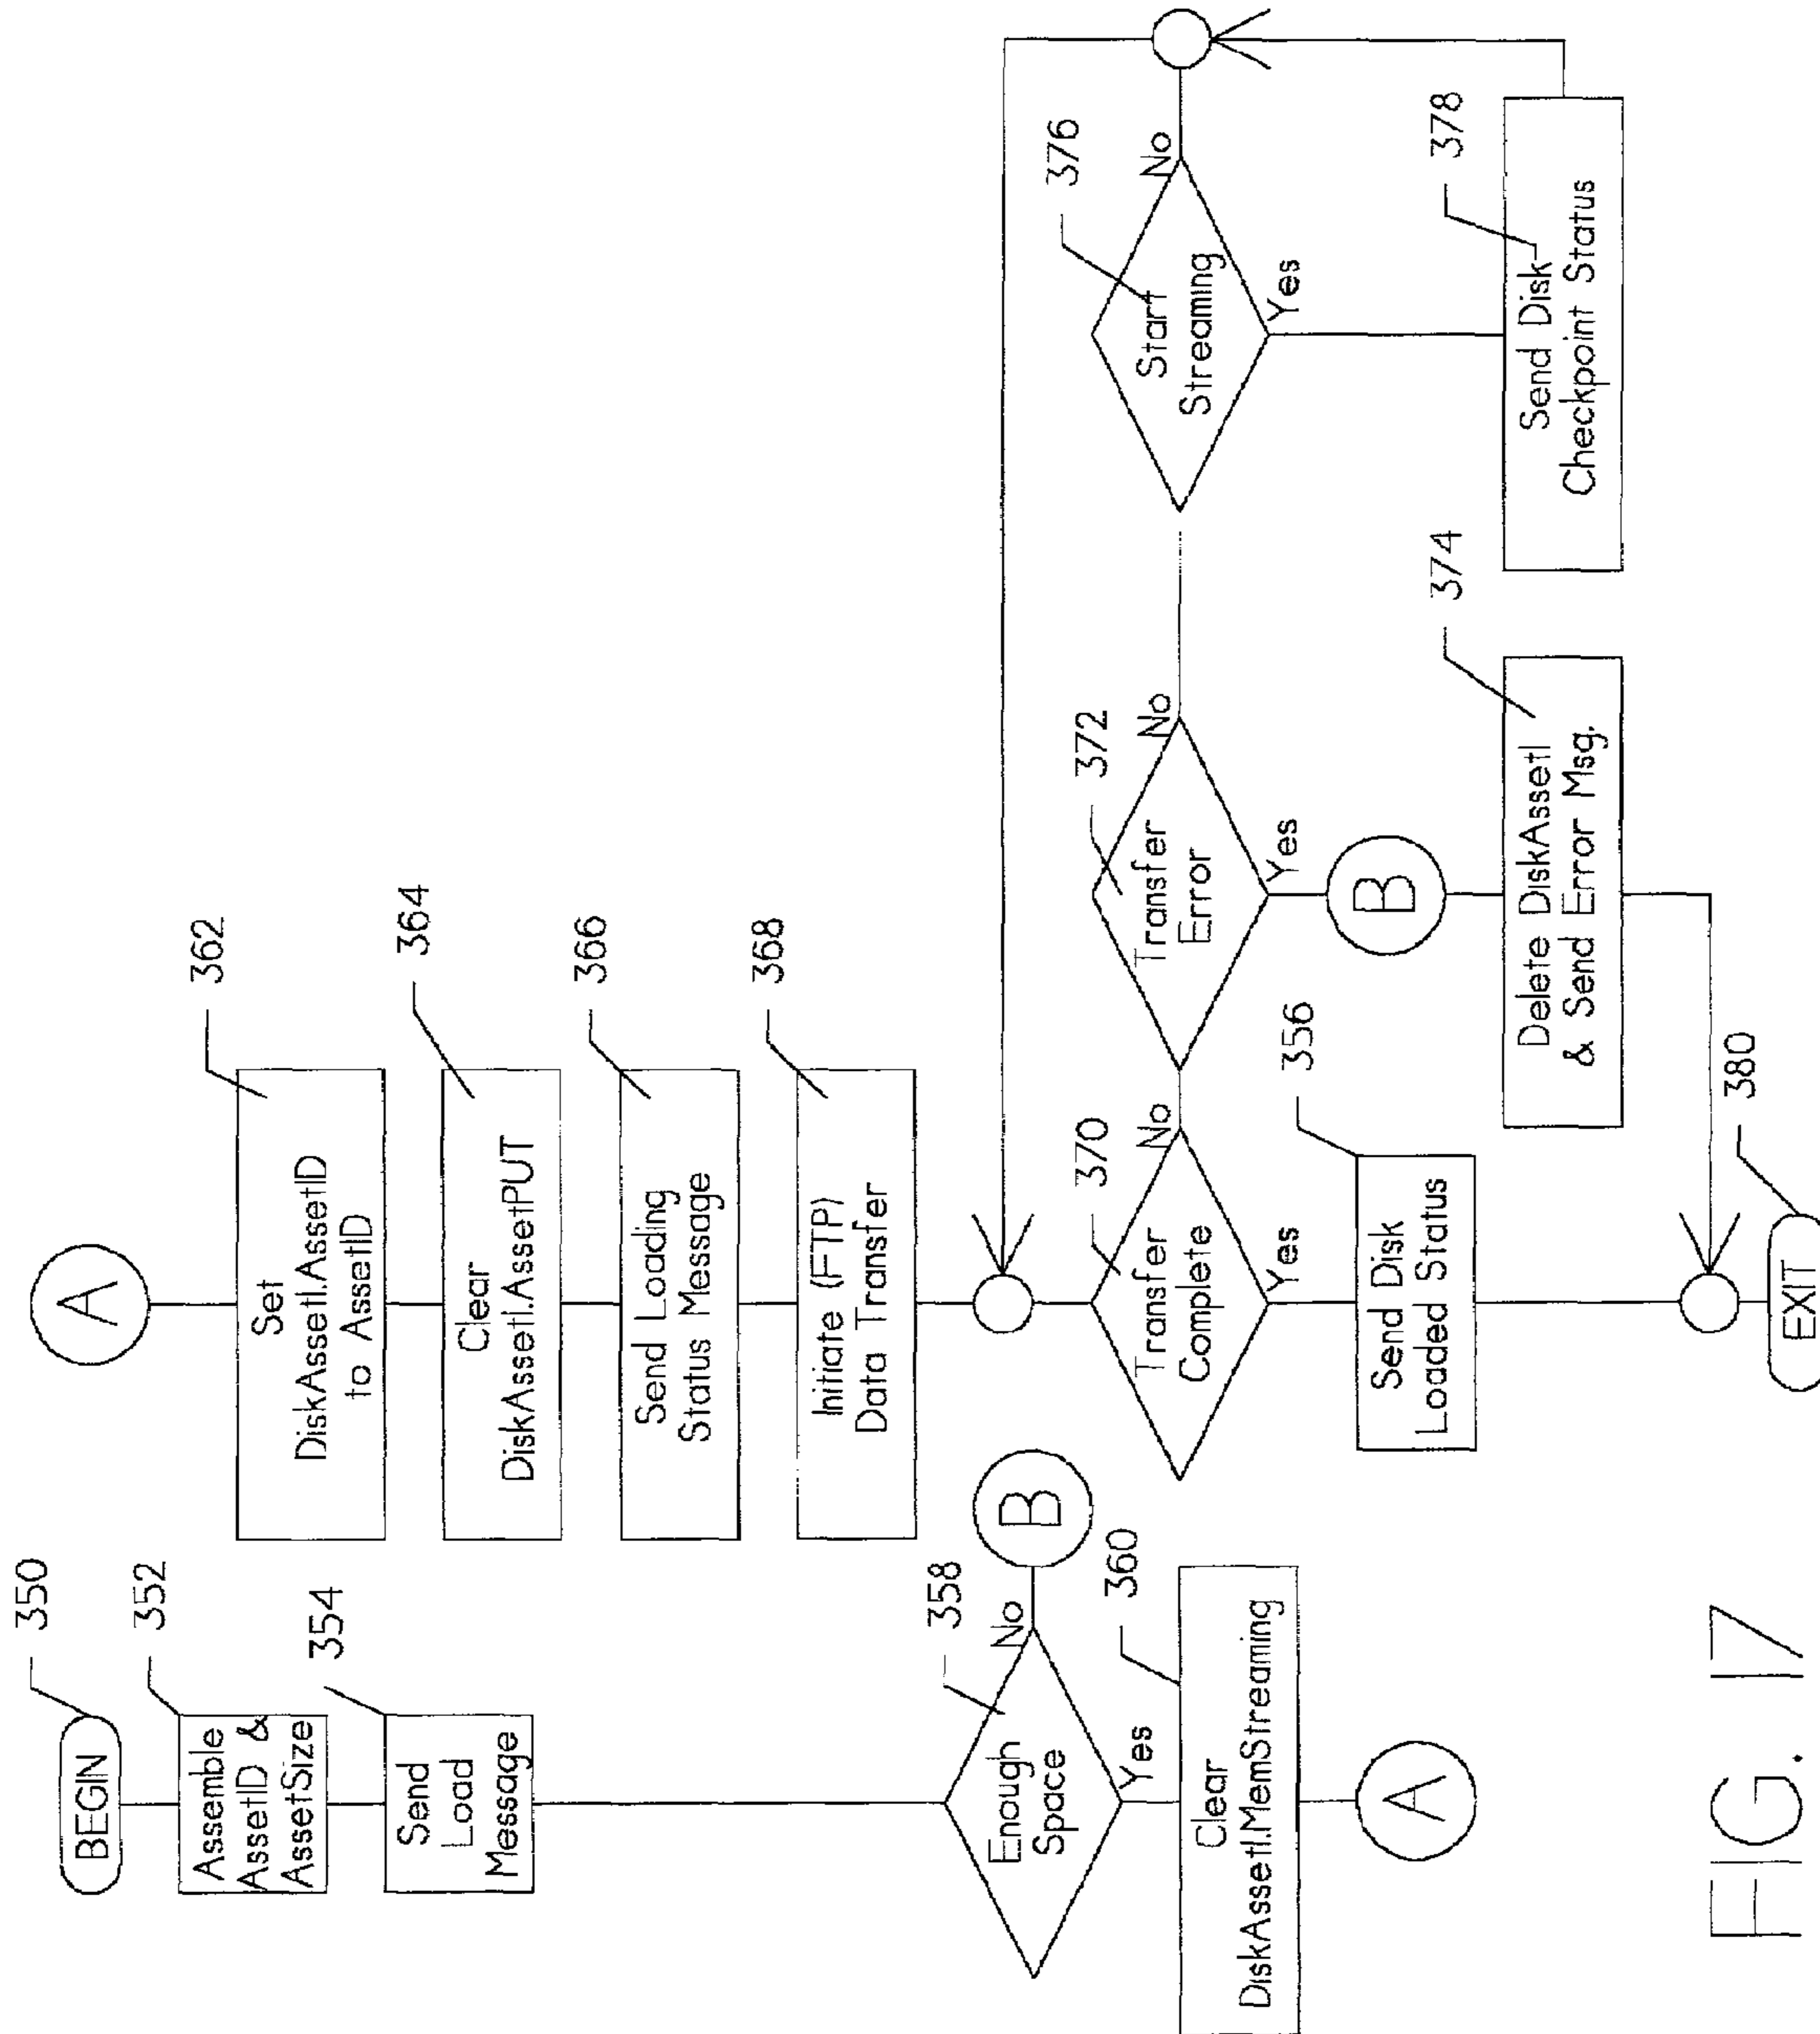 BEGIN
350
Assemble
AssetID &
AssetSize
352
Send
Load
Message
354
Enough
Space
358
No
B
Yes
Clear
DiskAssetI.MemStreaming
360
A
A
Set
DiskAssetI.AssetID
to AssetID
362
Clear
DiskAssetI.AssetPUT
364
Send Loading
Status Message
366
Initiate (FTP)
Data Transfer
368
Transfer
Complete
370
No
Yes
Send Disk
Loaded Status
356
Transfer
Error
372
No
Yes
B
Delete DiskAssetI
& Send Error Msg.
374
Start
Streaming
376
No
Yes
Send Disk
Checkpoint Status
378
EXIT
380
FIG. 17